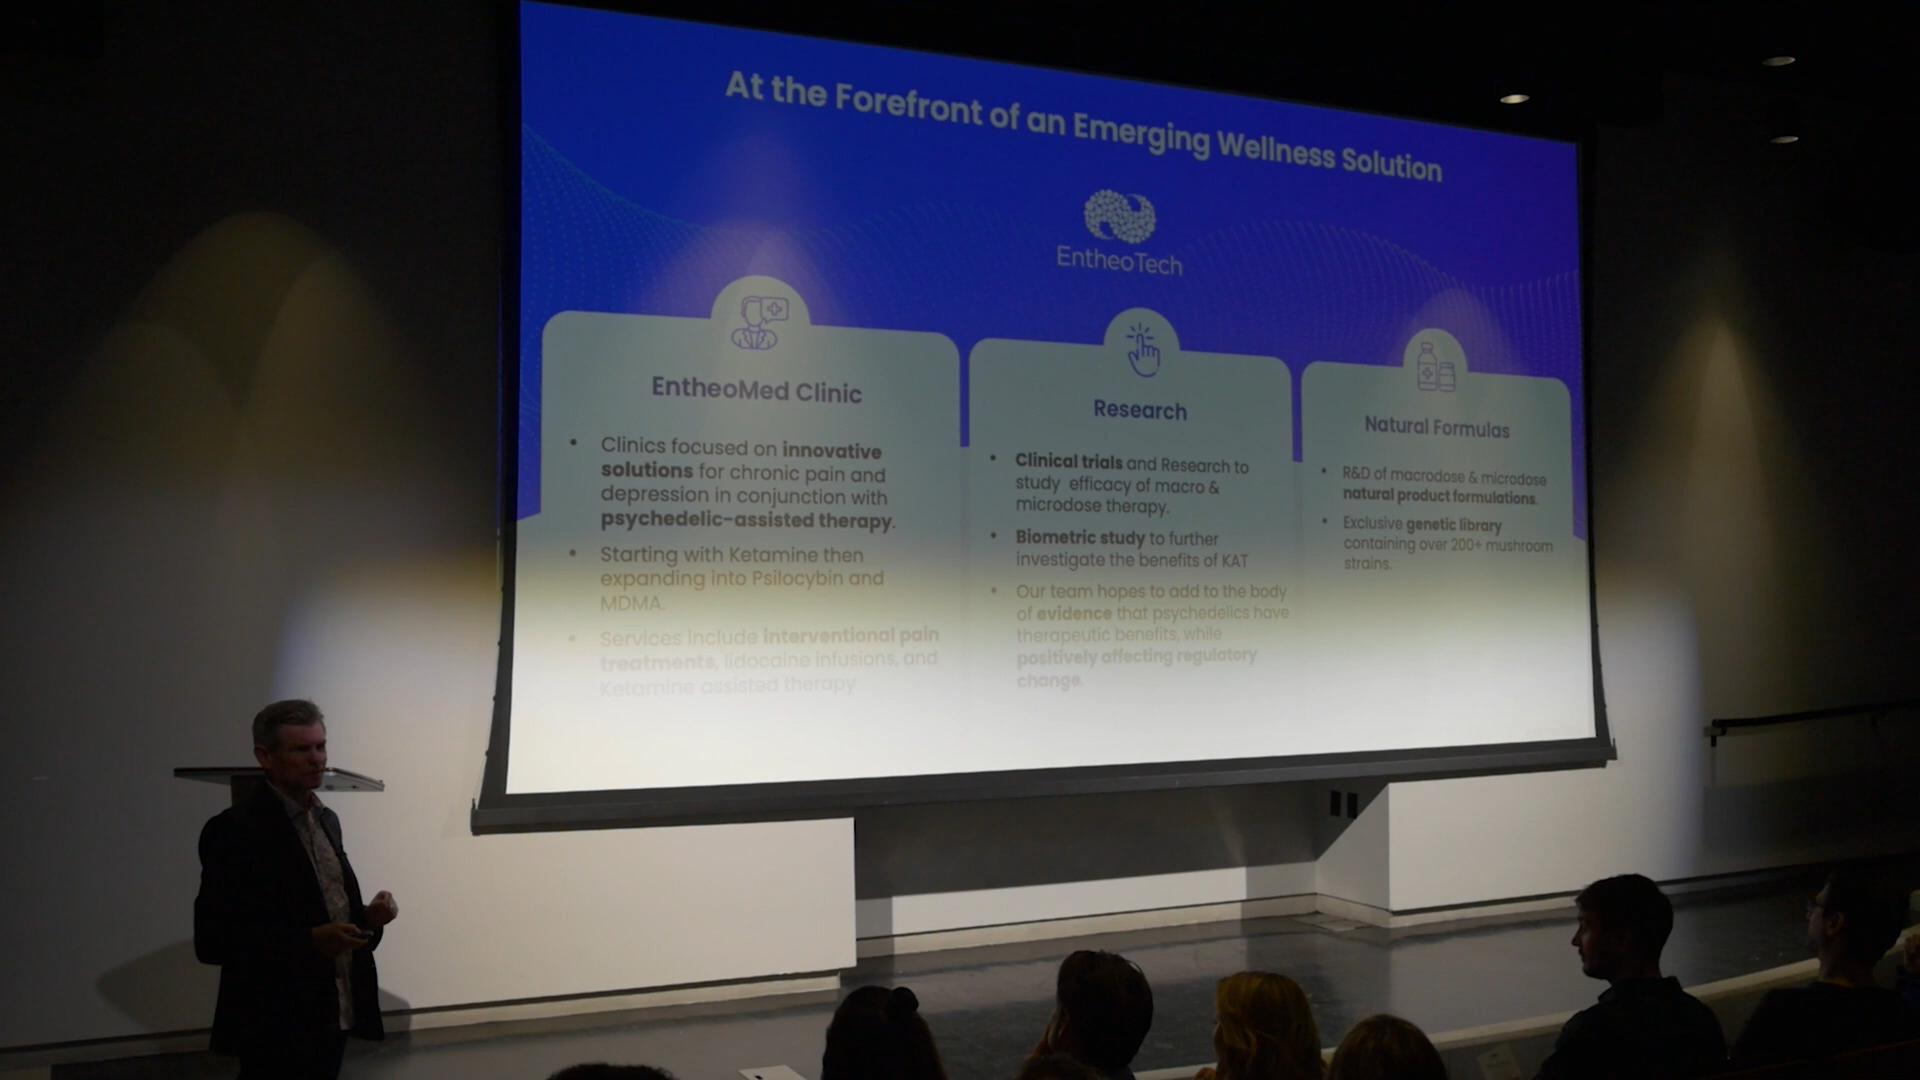 At the Forefront of an Emerging Wellness Solution
EntheoTech
EntheoMed Clinic
• Clinics focused on innovative
solutions for chronic pain and
depression in conjunction with
psychedelic-assisted therapy.
• Starting with Ketamine then
expanding into Psilocybin and
MDMA.
• Services include interventional pain
treatments, lidocaine infusions, and
Ketamine assisted therapy
Research
• Clinical trials and Research to
study efficacy of macro &
microdose therapy.
• Biometric study to further
investigate the benefits of KAT
• Our team hopes to add to the body
of evidence that psychedelics have
therapeutic benefits, while
positively affecting regulatory
change.
Natural Formulas
• R&D of macrodose & microdose
natural product formulations.
• Exclusive genetic library
containing over 200+ mushroom
strains.